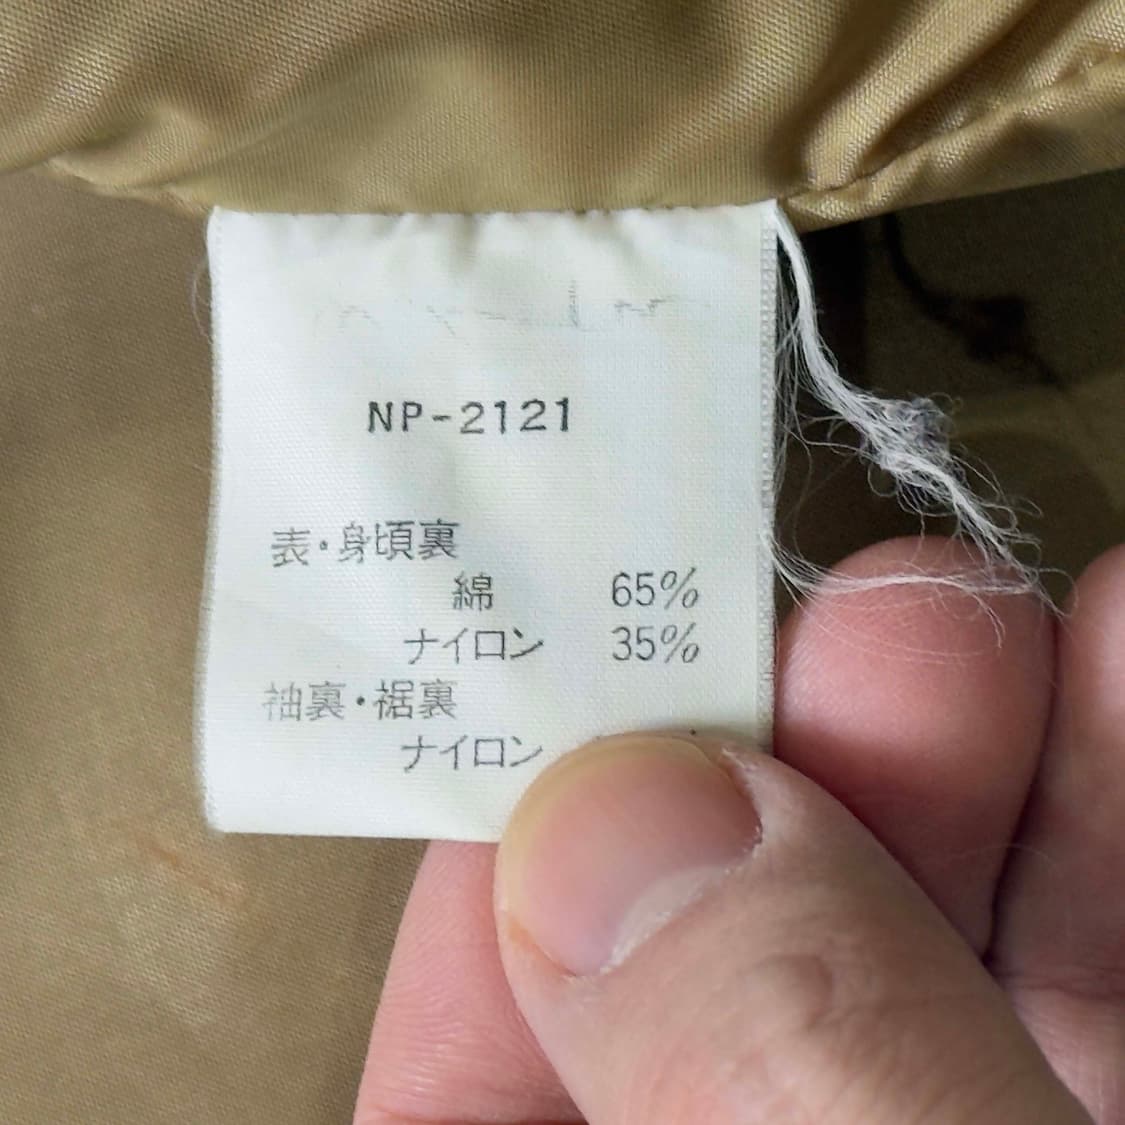 NP-2121
表・身頃裏
綿 65%
ナイロン 35%
袖裏・裾裏
ナイロン